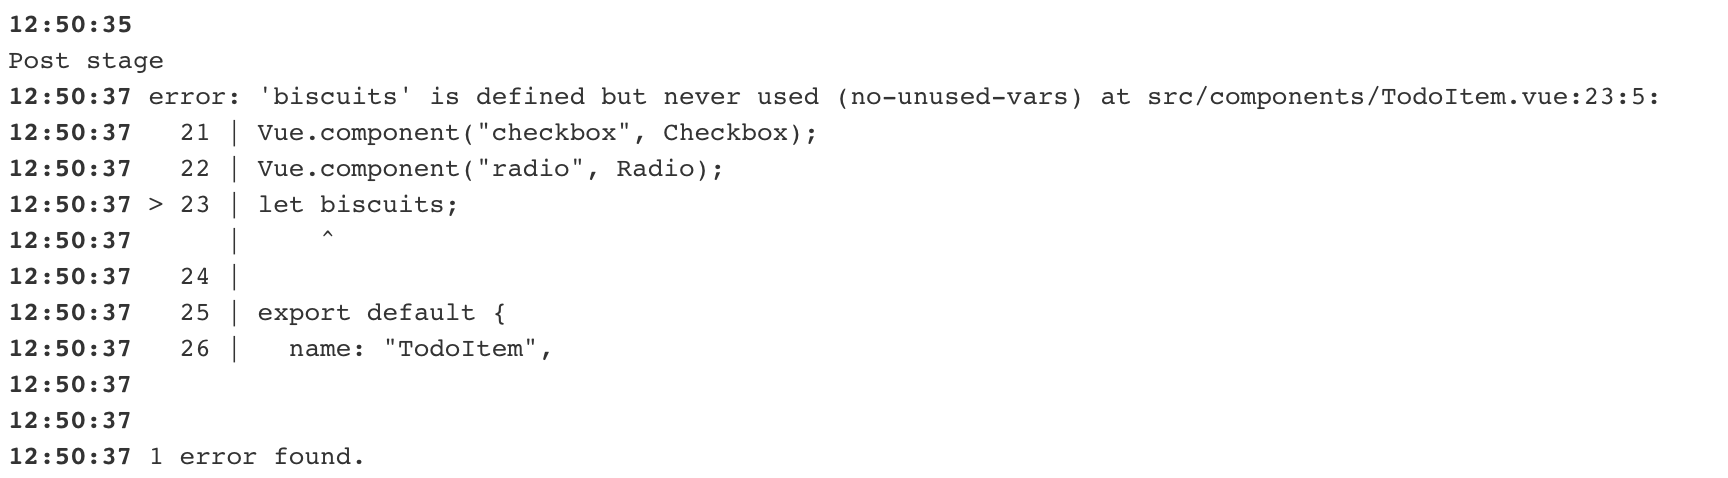 12:50:35
Post stage
12:50:37 error: 'biscuits' is defined but never used (no-unused-vars) at src/components/TodoItem.vue:23:5:
12:50:37   21 | Vue.component("checkbox", Checkbox);
12:50:37   22 | Vue.component("radio", Radio);
12:50:37 > 23 | let biscuits;
12:50:37      |     ^
12:50:37   24 |
12:50:37   25 | export default {
12:50:37   26 |   name: "TodoItem",
12:50:37
12:50:37
12:50:37 1 error found.